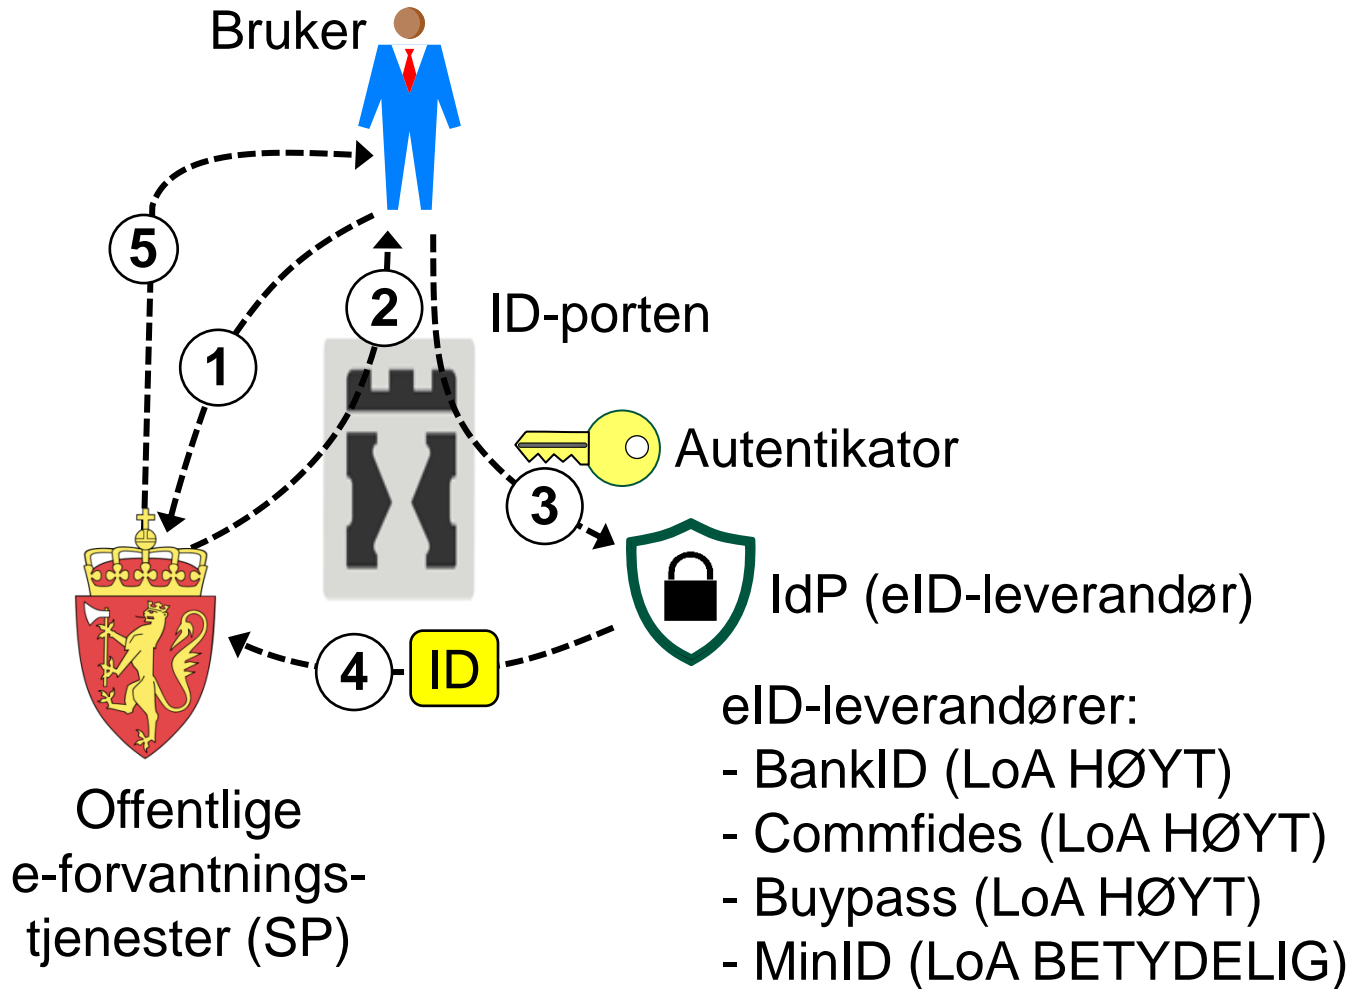 Bruker
5
2
ID-porten
1
Autentikator
3
IdP (eID-leverandør)
4
ID
eID-leverandører:
- BankID (LoA HØYT)
- Commfides (LoA HØYT)
- Buypass (LoA HØYT)
- MinID (LoA BETYDELIG)
Offentlige
e-forvantnings-
tjenester (SP)